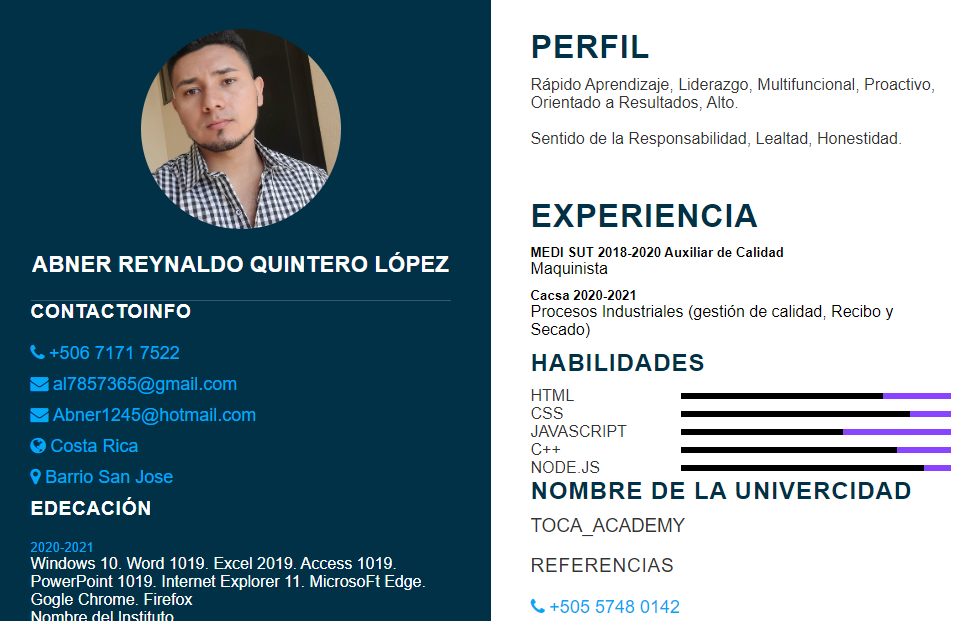 ABNER REYNALDO QUINTERO LÓPEZ
CONTACTOINFO
+506 7171 7522
al7857365@gmail.com
Abner1245@hotmail.com
Costa Rica
Barrio San Jose
EDECACIÓN
2020-2021
Windows 10. Word 1019. Excel 2019. Access 1019.
PowerPoint 1019. Internet Explorer 11. MicrosoFt Edge.
Gogle Chrome. Firefox
Nombre del Instituto
PERFIL
Rápido Aprendizaje, Liderazgo, Multifuncional, Proactivo,
Orientado a Resultados, Alto.
Sentido de la Responsabilidad, Lealtad, Honestidad.
EXPERIENCIA
MEDI SUT 2018-2020 Auxiliar de Calidad
Maquinista
Cacsa 2020-2021
Procesos Industriales (gestión de calidad, Recibo y
Secado)
HABILIDADES
HTML
CSS
JAVASCRIPT
C++
NODE.JS
NOMBRE DE LA UNIVERCIDAD
TOCA_ACADEMY
REFERENCIAS
+505 5748 0142